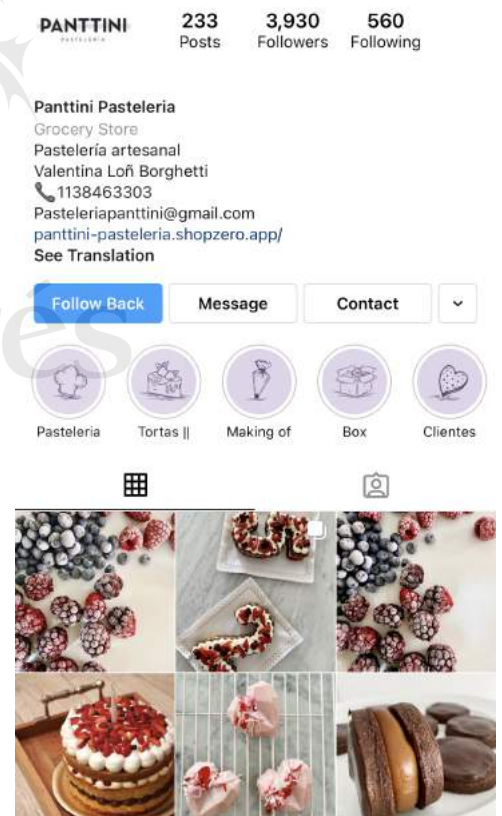 PANTTINI
PASTELERÍA
233 3,930 560
Posts Followers Following
Panttini Pasteleria
Grocery Store
Pastelería artesanal
Valentina Loñ Borghetti
1138463303
Pasteleriapanttini@gmail.com
panttini-pasteleria.shopzero.app/
See Translation
Follow Back Message Contact
Pasteleria Tortas || Making of Box Clientes